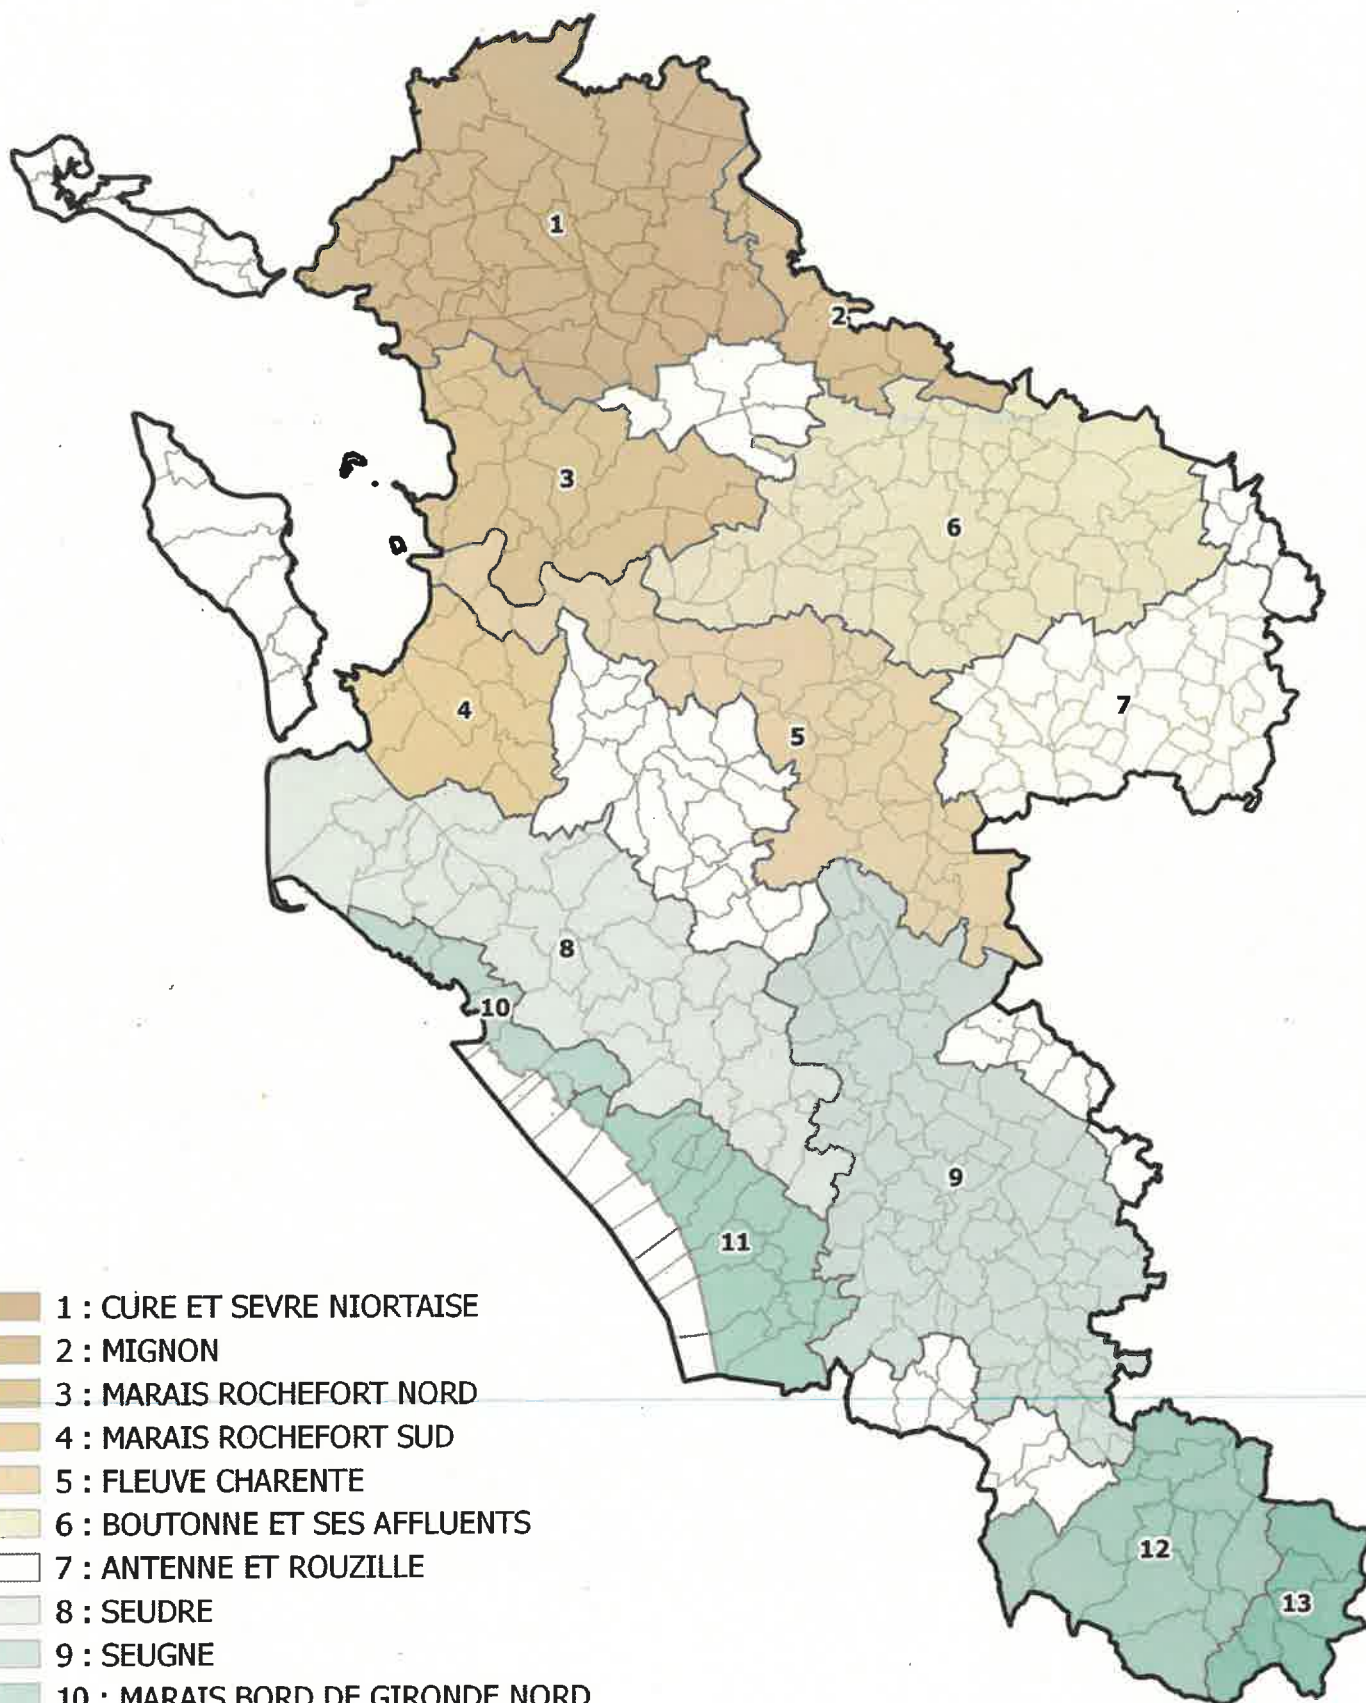 1
2
3
6
4
5
7
8
10
9
11
12
13
1 : CURE ET SEVRE NIORTAISE
2 : MIGNON
3 : MARAIS ROCHEFORT NORD
4 : MARAIS ROCHEFORT SUD
5 : FLEUVE CHARENTE
6 : BOUTONNE ET SES AFFLUENTS
7 : ANTENNE ET ROUZILLE
8 : SEUDRE
9 : SEUGNE
10 : MARAIS BORD DE GIRONDE NORD